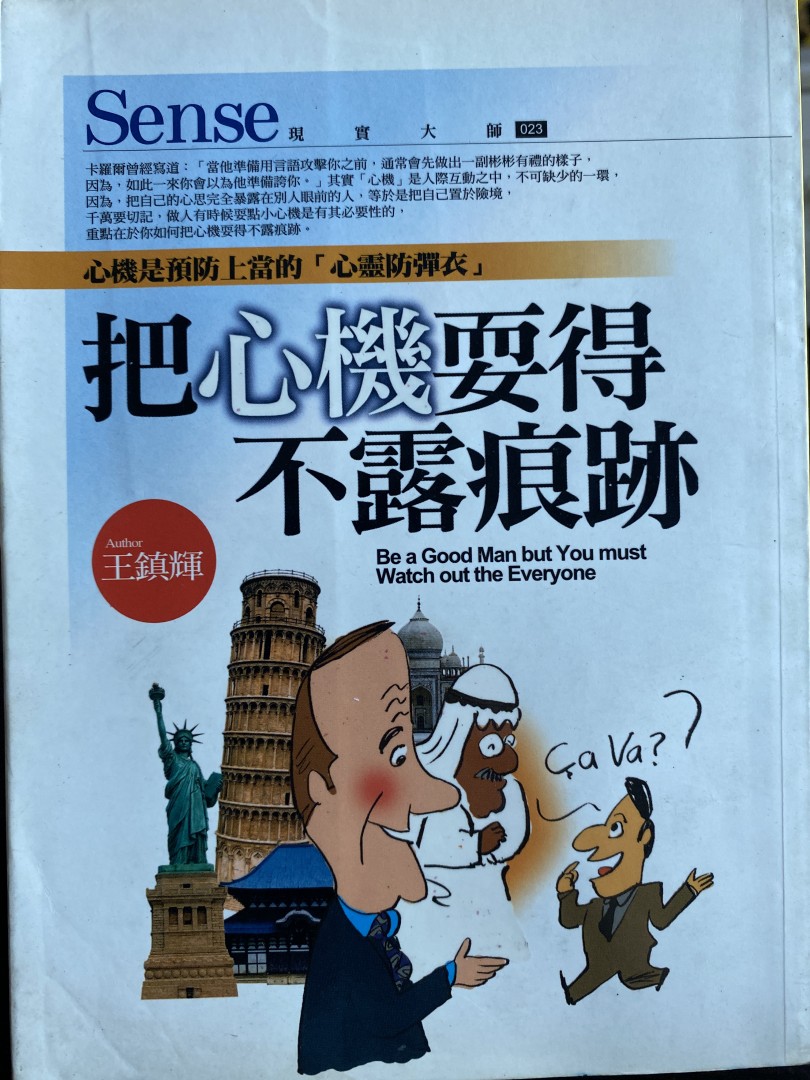 Sense 現實大師 023
卡羅爾曾經寫道：「當他準備用言語攻擊你之前，通常會先做出一副彬彬有禮的樣子，
因為，如此一來你會以為他準備誇你。」其實「心機」是人際互動之中，不可缺少的一環，
因為，把自己的心思完全暴露在別人眼前的人，等於是把自己置於險境，
千萬要切記，做人有時候耍點小心機是有其必要性的，
重點在於你如何把心機耍得不露痕跡。
心機是預防上當的「心靈防彈衣」
把心機耍得
不露痕跡
Author
王鎮輝
Be a Good Man but You must
Watch out the Everyone
Ça Va?